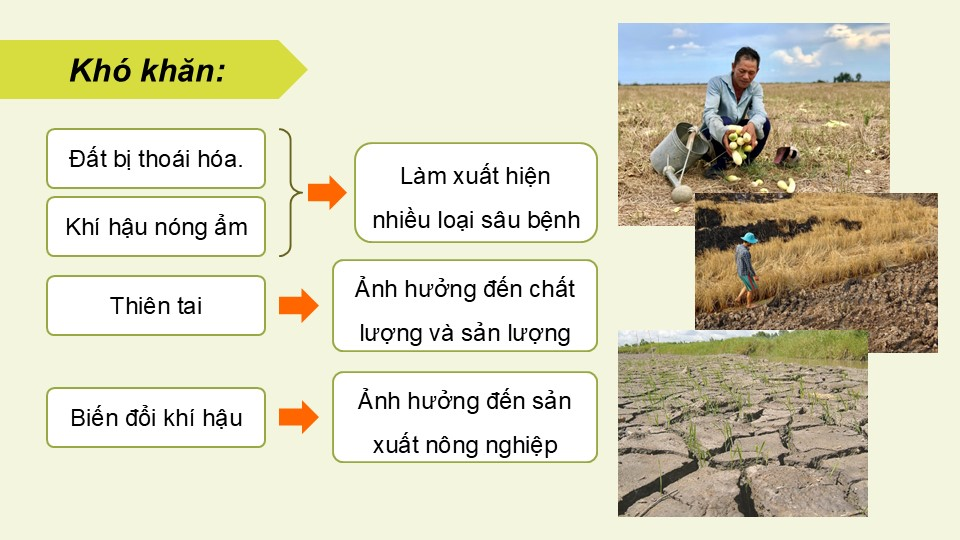 Khó khăn:
Đất bị thoái hóa.
Khí hậu nóng ẩm
Làm xuất hiện
nhiều loại sâu bệnh
Thiên tai
Ảnh hưởng đến chất
lượng và sản lượng
Biến đổi khí hậu
Ảnh hưởng đến sản
xuất nông nghiệp